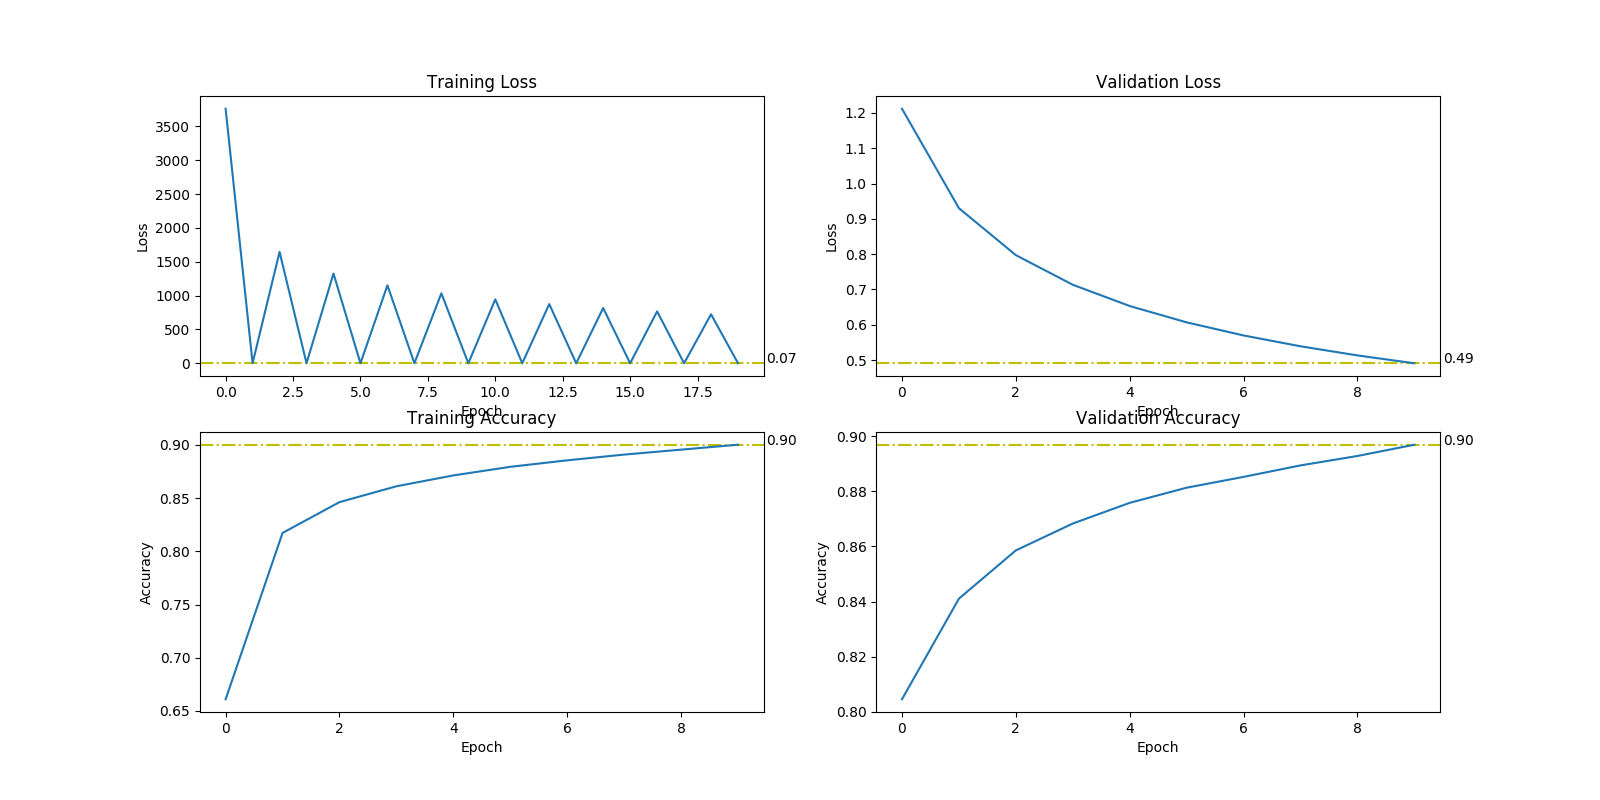 Training Loss
Loss
3500
3000
2500
2000
1500
1000
500
0
0.07
0.0 2.5 5.0 7.5 10.0 12.5 15.0 17.5
Epoch
Validation Loss
Loss
1.2
1.1
1.0
0.9
0.8
0.7
0.6
0.5
0.49
0 2 4 6 8
Epoch
Training Accuracy
Accuracy
0.90
0.85
0.80
0.75
0.70
0.65
0.90
0 2 4 6 8
Epoch
Validation Accuracy
Accuracy
0.90
0.88
0.86
0.84
0.82
0.80
0.90
0 2 4 6 8
Epoch